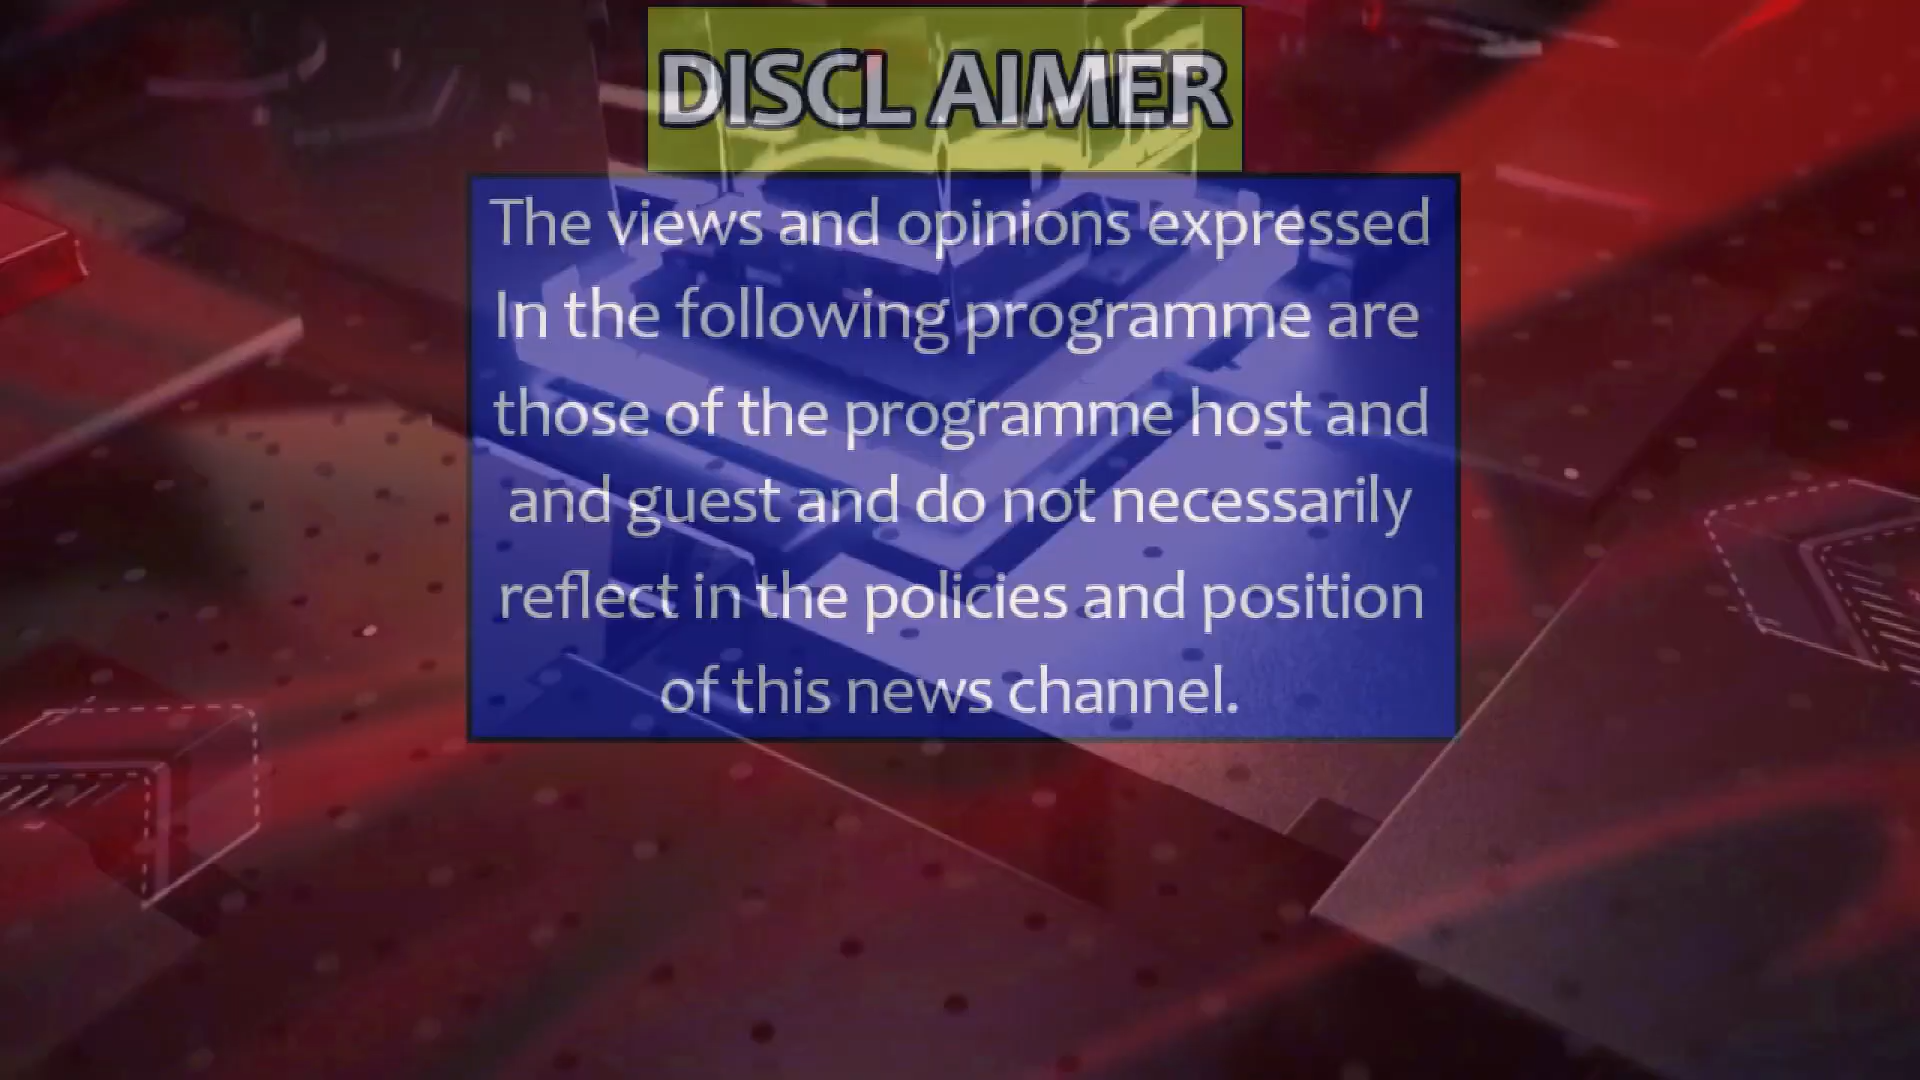 DISCL AIMER
The views and opinions expressed
In the following programme are
those of the programme host and
and guest and do not necessarily
reflect in the policies and position
of this news channel.